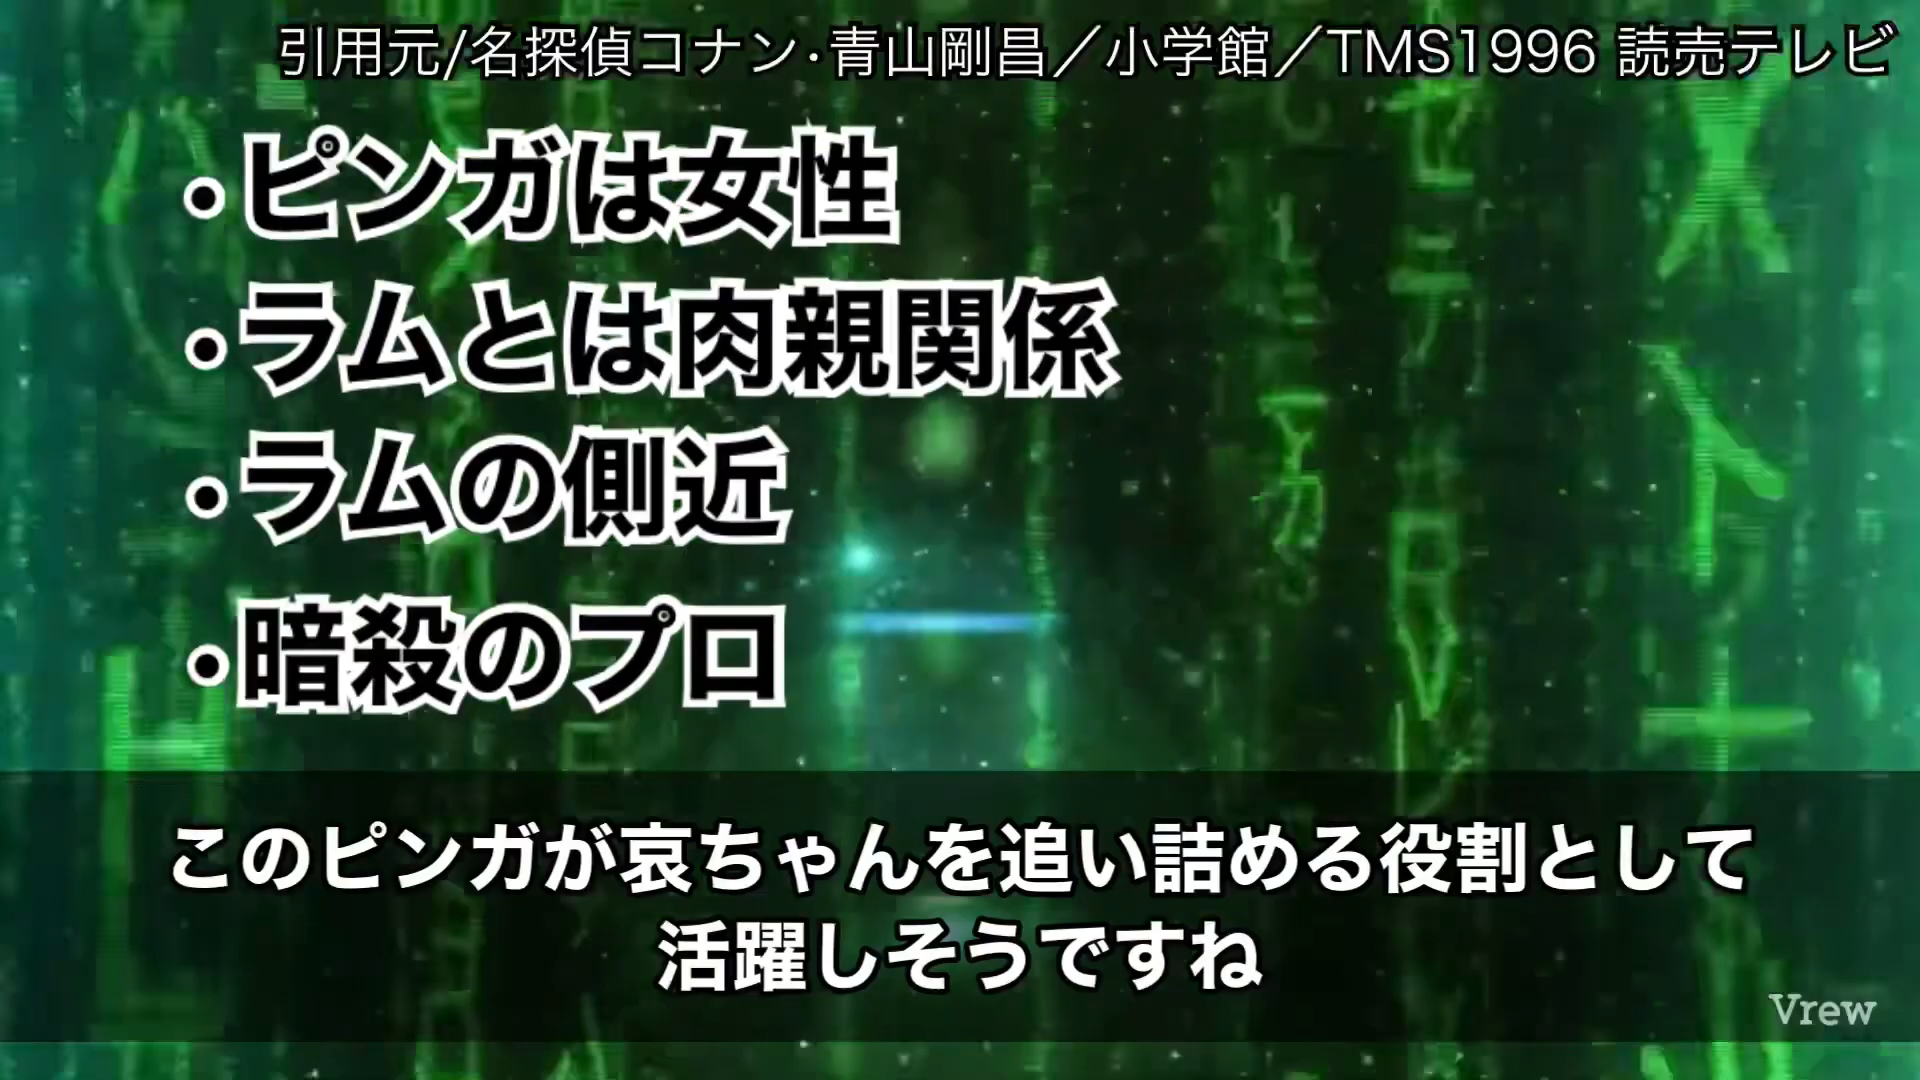 引用元/名探偵コナン·青山剛昌／小学館／TMS1996 読売テレビ
・ピンガは女性
・ラムとは肉親関係
・ラムの側近
・暗殺のプロ
このピンガが哀ちゃんを追い詰める役割として
活躍しそうですね
Vrew